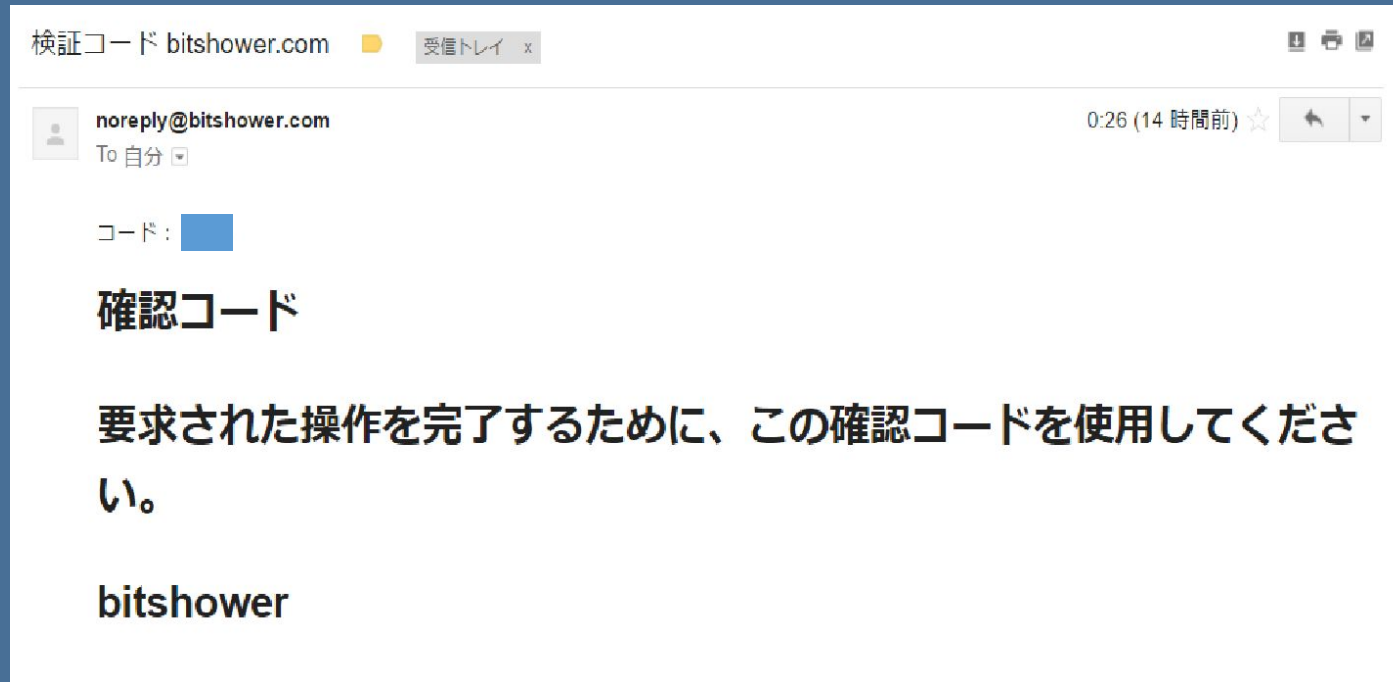 検証コード bitshower.com
受信トレイ x
noreply@bitshower.com
0:26 (14 時間前)
To 自分
コード :
確認コード
要求された操作を完了するために、この確認コードを使用してくださ
い。
bitshower